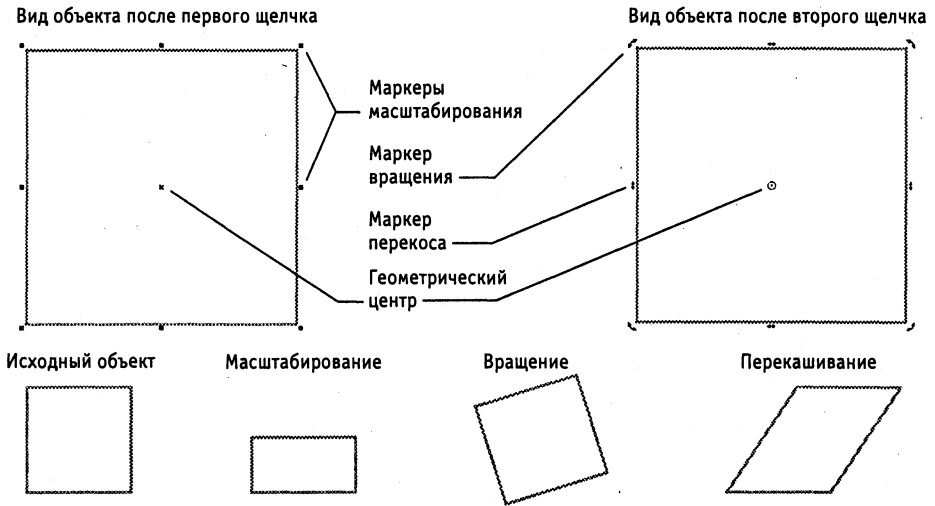 Вид объекта после первого щелчка
Вид объекта после второго щелчка
Маркеры
масштабирования
Маркер
вращения
Маркер
перекоса
Геометрический
центр
Исходный объект
Масштабирование
Вращение
Перекашивание